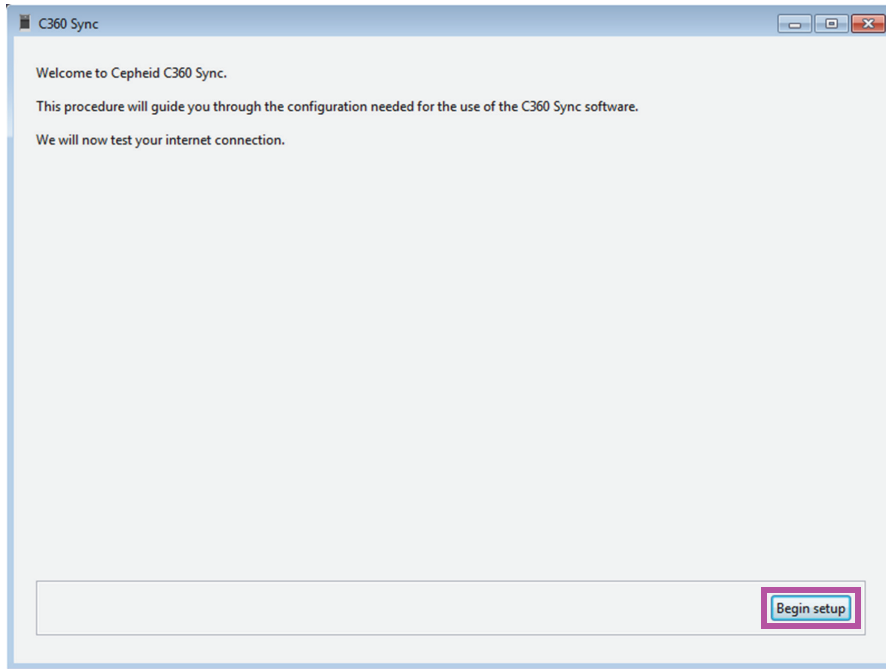 C360 Sync
Welcome to Cepheid C360 Sync.
This procedure will guide you through the configuration needed for the use of the C360 Sync software.
We will now test your internet connection.
Begin setup